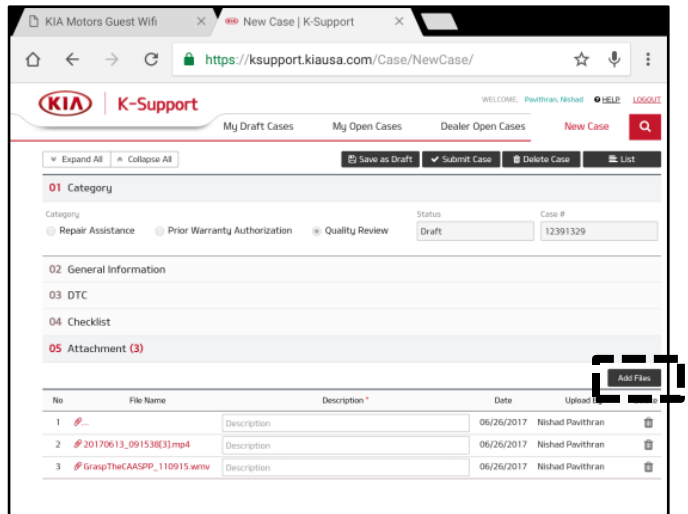 KIA Motors Guest Wifi
New Case | K-Support
https://ksupport.kiausa.com/Case/NewCase/
KIA K-Support
WELCOME, Pavithran, Nishad HELP LOGOUT
My Draft Cases My Open Cases Dealer Open Cases New Case
Expand All Collapse All Save as Draft Submit Case Delete Case List
01 Category
Category Status Case #
Repair Assistance Prior Warranty Authorization Quality Review Draft 12391329
02 General Information
03 DTC
04 Checklist
05 Attachment (3)
Add Files
No File Name Description * Date Upload
1 ... Description 06/26/2017 Nishad Pavithran
2 20170613_091538[3].mp4 Description 06/26/2017 Nishad Pavithran
3 GraspTheCAASPP_110915.wmv Description 06/26/2017 Nishad Pavithran